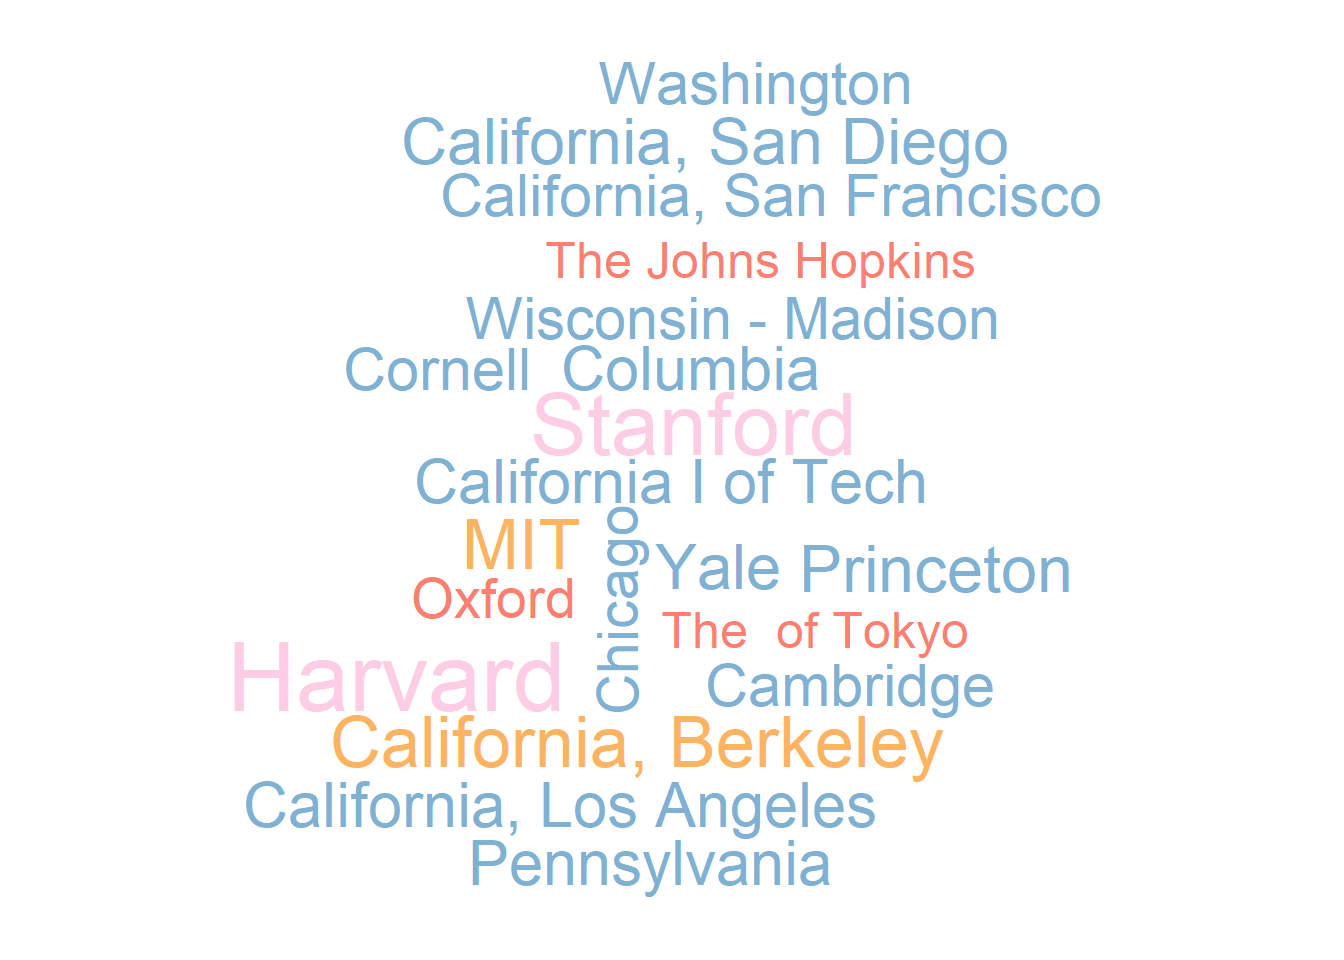 Washington
California, San Diego
California, San Francisco
The Johns Hopkins
Wisconsin - Madison
Cornell
Columbia
Stanford
California I of Tech
MIT
Chicago
Yale
Princeton
Oxford
The  of Tokyo
Harvard
Cambridge
California, Berkeley
California, Los Angeles
Pennsylvania